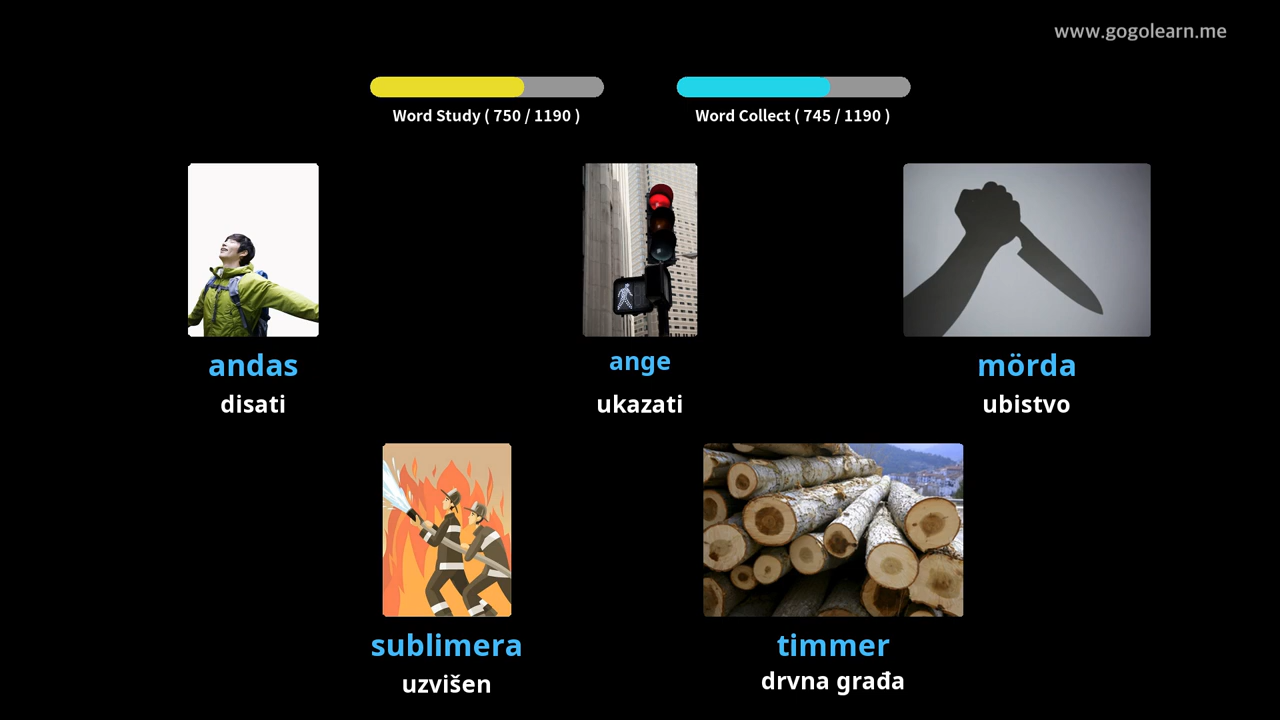 www.gogolearn.me
Word Study ( 750 / 1190 )
Word Collect ( 745 / 1190 )
andas
disati
ange
ukazati
mörda
ubistvo
sublimera
uzvišen
timmer
drvna građa